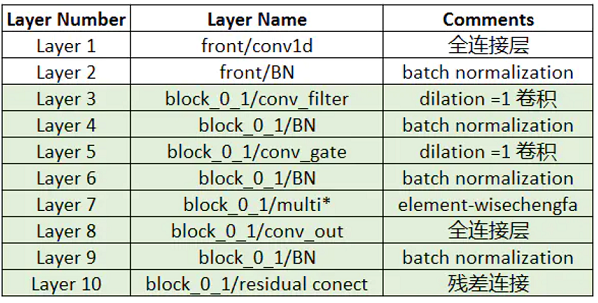 Layer Number Layer Name Comments
Layer 1 front/conv1d 全连接层
Layer 2 front/BN batch normalization
Layer 3 block_0_1/conv_filter dilation =1 卷积
Layer 4 block_0_1/BN batch normalization
Layer 5 block_0_1/conv_gate dilation =1 卷积
Layer 6 block_0_1/BN batch normalization
Layer 7 block_0_1/multi* element-wisechengfa
Layer 8 block_0_1/conv_out 全连接层
Layer 9 block_0_1/BN batch normalization
Layer 10 block_0_1/residual conect 残差连接